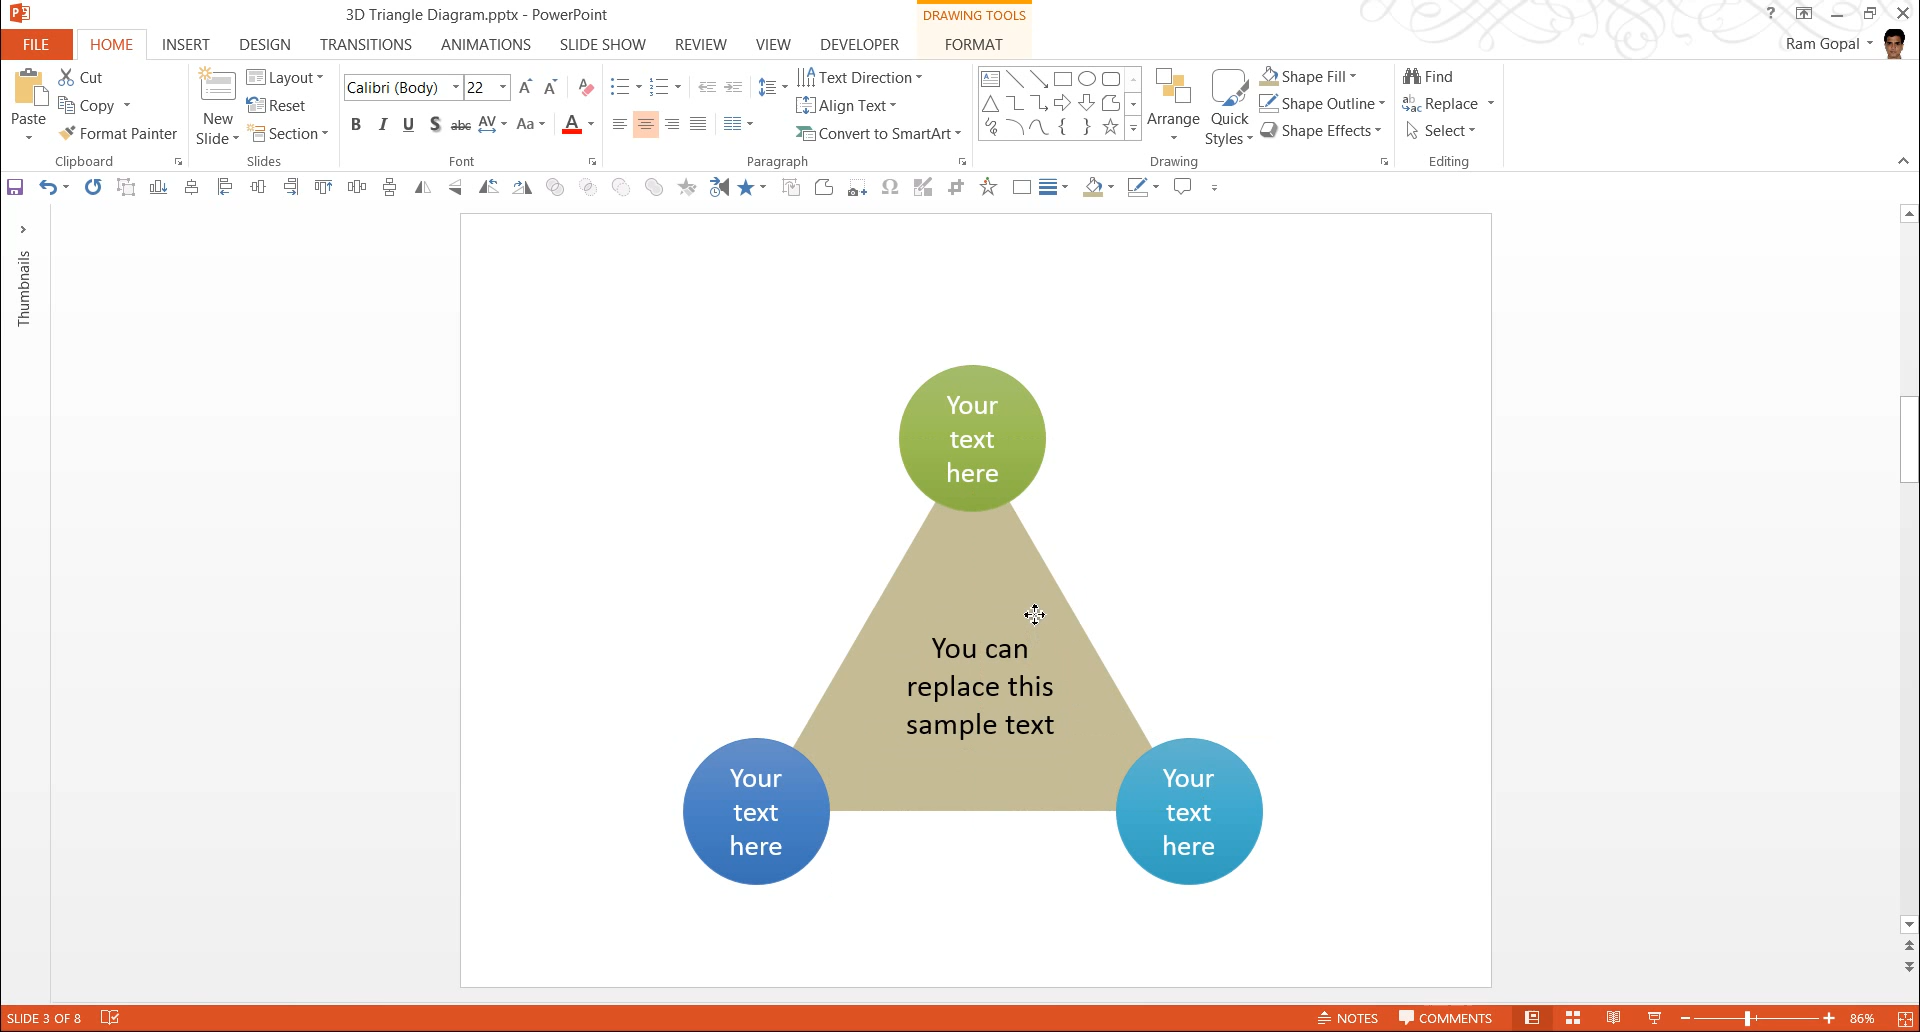 3D Triangle Diagram.pptx - PowerPoint
DRAWING TOOLS
?
FILE HOME INSERT DESIGN TRANSITIONS ANIMATIONS SLIDE SHOW REVIEW VIEW DEVELOPER FORMAT
Ram Gopal
Paste
Cut
Copy
Format Painter
Clipboard
New
Slide
Layout
Reset
Section
Slides
Calibri (Body) 22
B I U S abc AV Aa A
Font
Text Direction
Align Text
Convert to SmartArt
Paragraph
Arrange
Quick
Styles
Shape Fill
Shape Outline
Shape Effects
Drawing
Find
Replace
Select
Editing
Thumbnails
Your
text
here
You can
replace this
sample text
Your
text
here
Your
text
here
SLIDE 3 OF 8
NOTES COMMENTS 86%